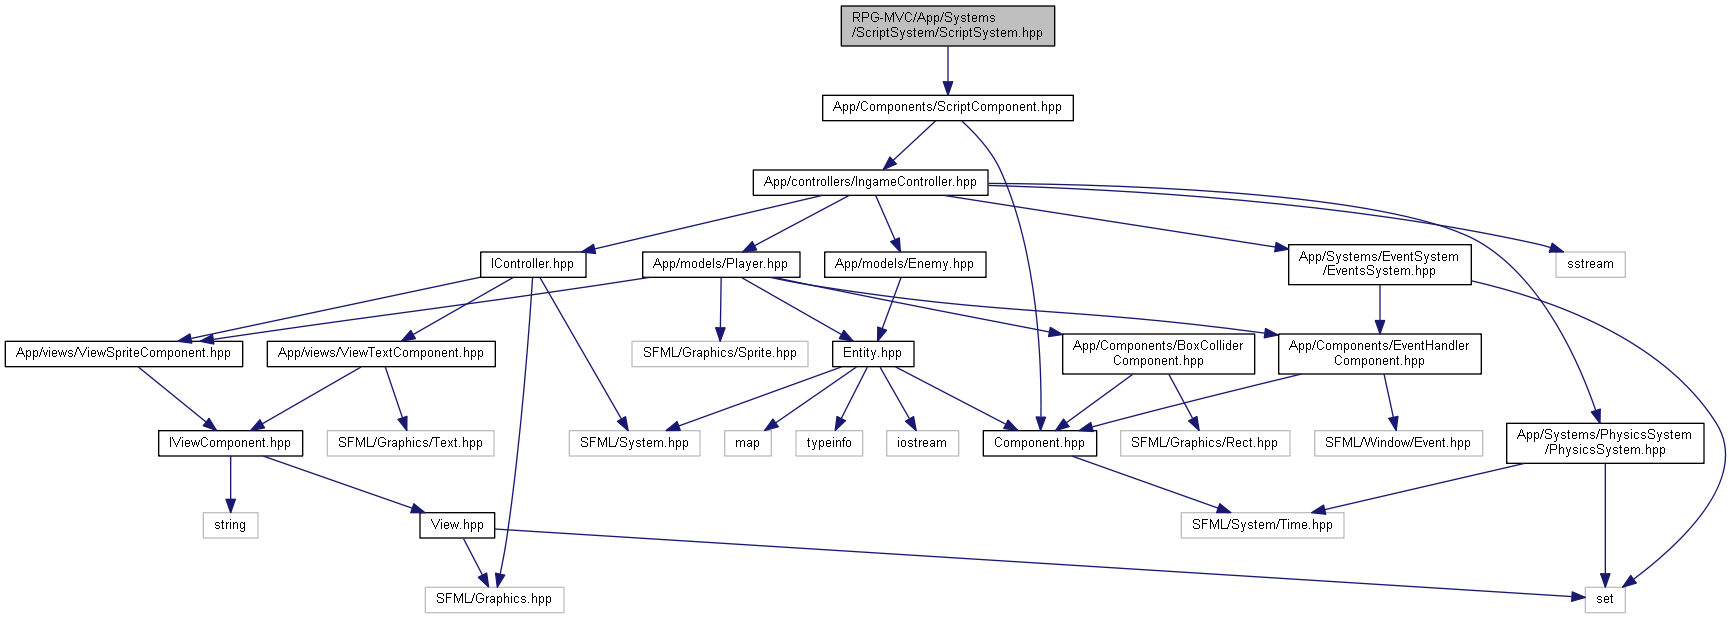 RPG-MVC/App/Systems
/ScriptSystem/ScriptSystem.hpp
App/Components/ScriptComponent.hpp
App/controllers/IngameController.hpp
IController.hpp
App/models/Player.hpp
App/models/Enemy.hpp
App/Systems/EventSystem
/EventsSystem.hpp
sstream
App/views/ViewSpriteComponent.hpp
App/views/ViewTextComponent.hpp
SFML/Graphics/Sprite.hpp
Entity.hpp
App/Components/BoxCollider
Component.hpp
App/Components/EventHandler
Component.hpp
IViewComponent.hpp
SFML/Graphics/Text.hpp
SFML/System.hpp
map
typeinfo
iostream
Component.hpp
SFML/Graphics/Rect.hpp
SFML/Window/Event.hpp
App/Systems/PhysicsSystem
/PhysicsSystem.hpp
string
View.hpp
SFML/System/Time.hpp
SFML/Graphics.hpp
set